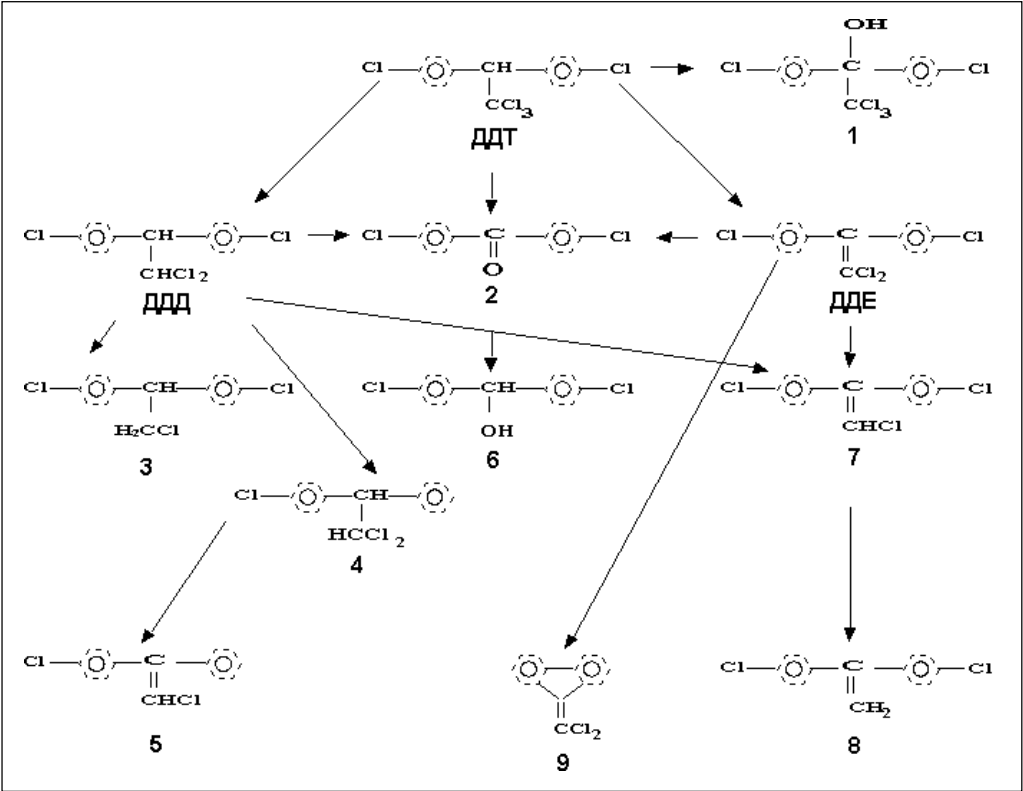 OH
Cl CH Cl Cl C Cl
CCl3 CCl3
ДДТ 1
Cl CH Cl Cl C Cl Cl C Cl
CHCl2 O CCl2
ДДД 2 ДДЕ
Cl CH Cl Cl CH Cl Cl C Cl
H2CCl OH CHCl
3 6 7
Cl CH
HCCl2
4
Cl C Cl C Cl
CHCl CCl2 CH2
5 9 8